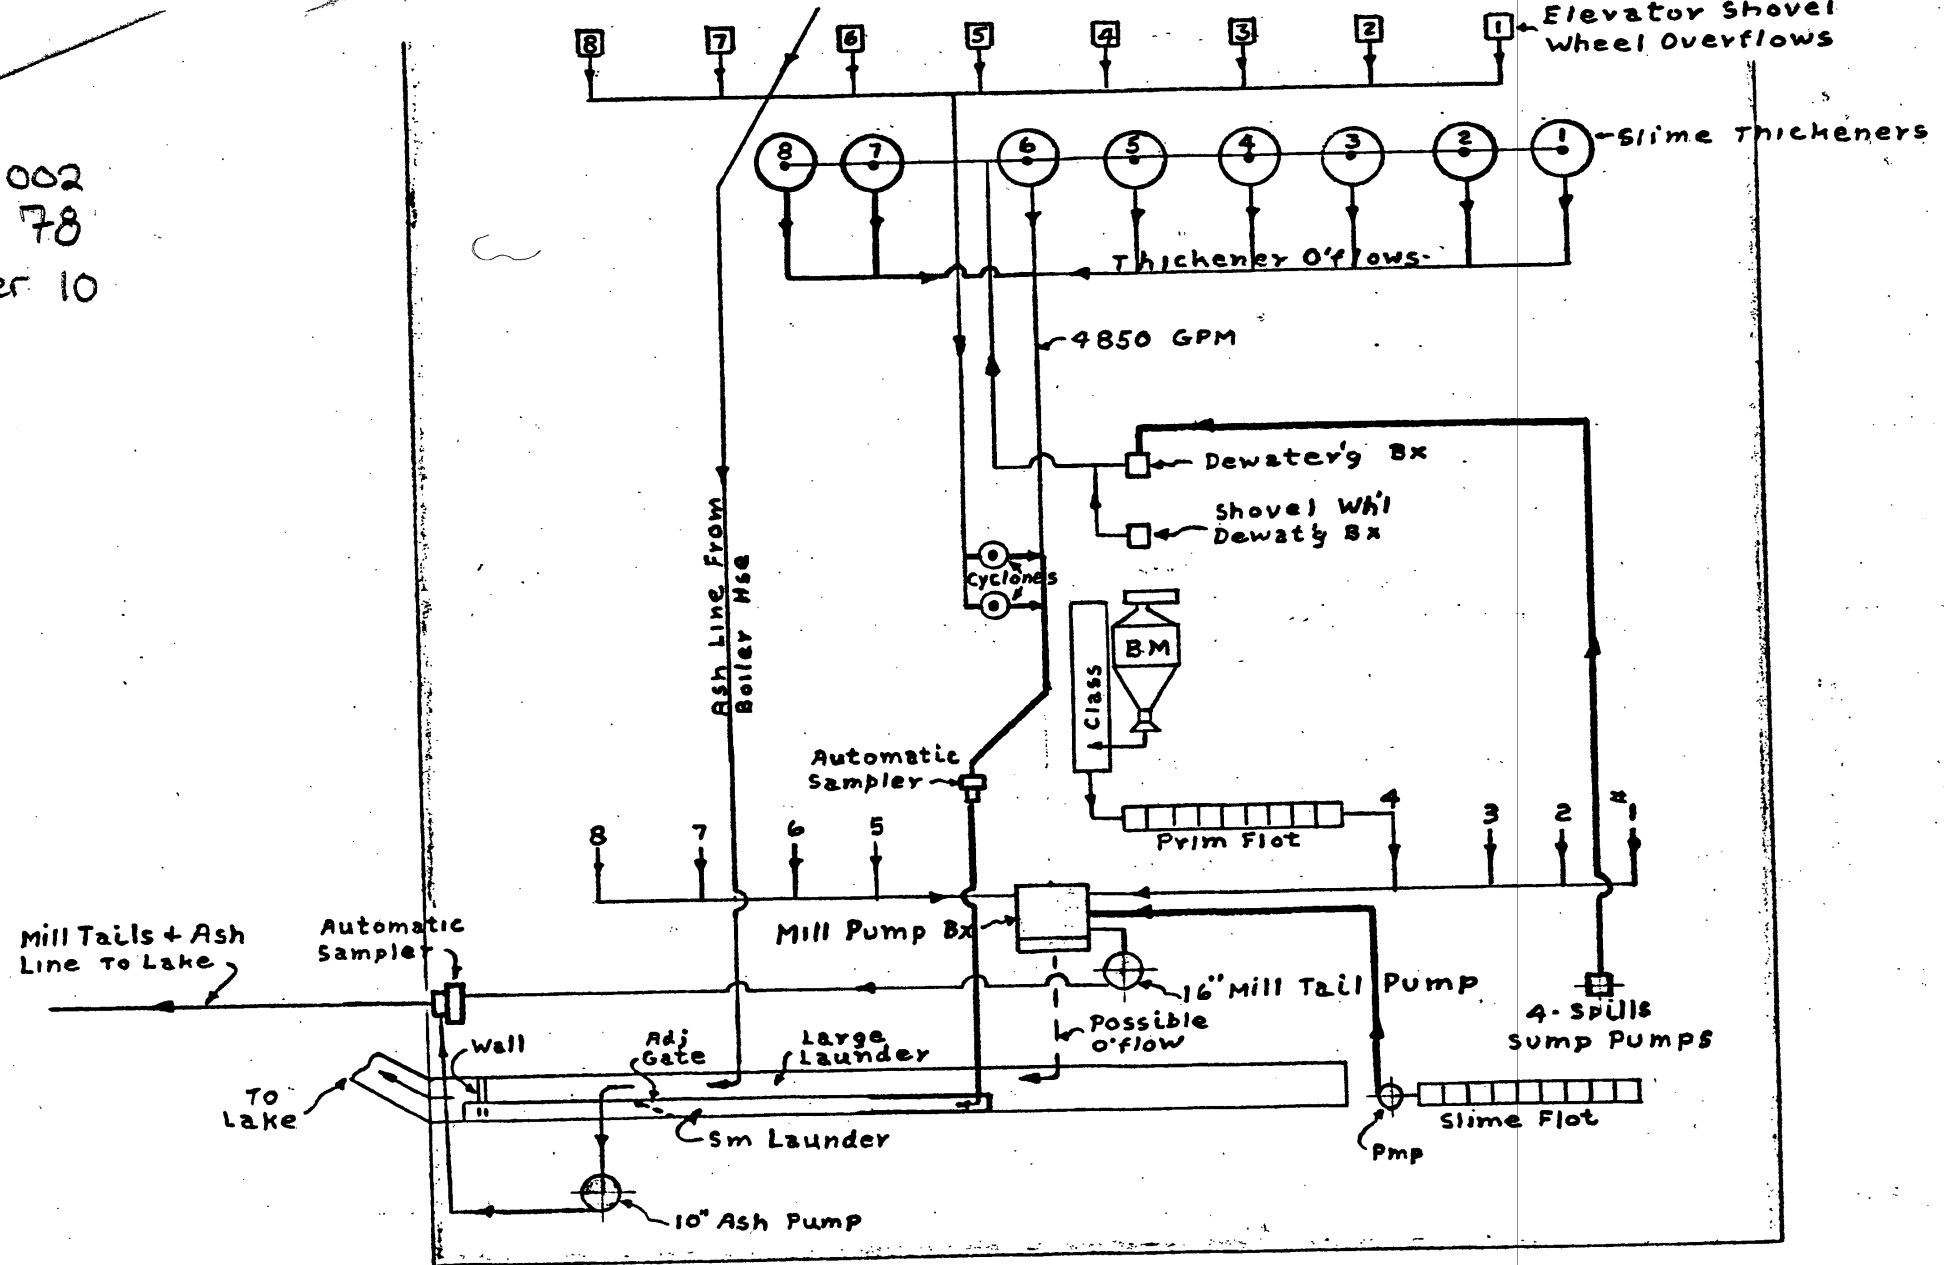 Elevator Shovel
Wheel Overflows
8 7 6 5 4 3 2 1
8 7 6 5 4 3 2 1
Slime Thickeners
002
78
10
Thickener O'flows
4850 GPM
Dewater'g Bx
Shovel Wh'l
Dewat'g Bx
Cyclones
Ash Line From
Boiler Hse
B.M
Class
Automatic
Sampler
Prim Flot
8 7 6 5 4 3 2 #1
Mill Pump Bx
Mill Tails + Ash
Line To Lake
Automatic
Sampler
16" Mill Tail Pump
4- Spills
Sump Pumps
Possible
O'flow
Wall
Adj
Gate
Large
Launder
To
Lake
Sm Launder
Slime Flot
Pmp
10" Ash Pump